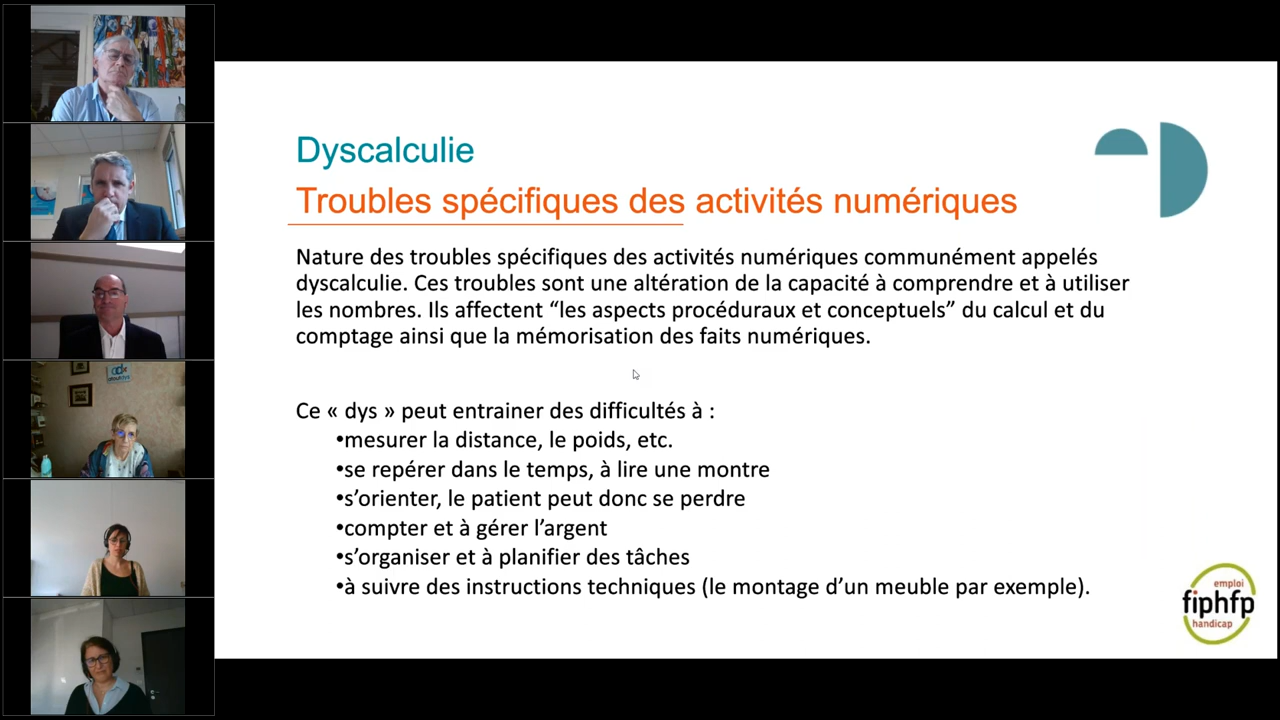 Dyscalculie
Troubles spécifiques des activités numériques
Nature des troubles spécifiques des activités numériques communément appelés
dyscalculie. Ces troubles sont une altération de la capacité à comprendre et à utiliser
les nombres. Ils affectent “les aspects procéduraux et conceptuels” du calcul et du
comptage ainsi que la mémorisation des faits numériques.
Ce « dys » peut entrainer des difficultés à :
•mesurer la distance, le poids, etc.
•se repérer dans le temps, à lire une montre
•s’orienter, le patient peut donc se perdre
•compter et à gérer l’argent
•s’organiser et à planifier des tâches
•à suivre des instructions techniques (le montage d’un meuble par exemple).
emploi
fiphfp
handicap